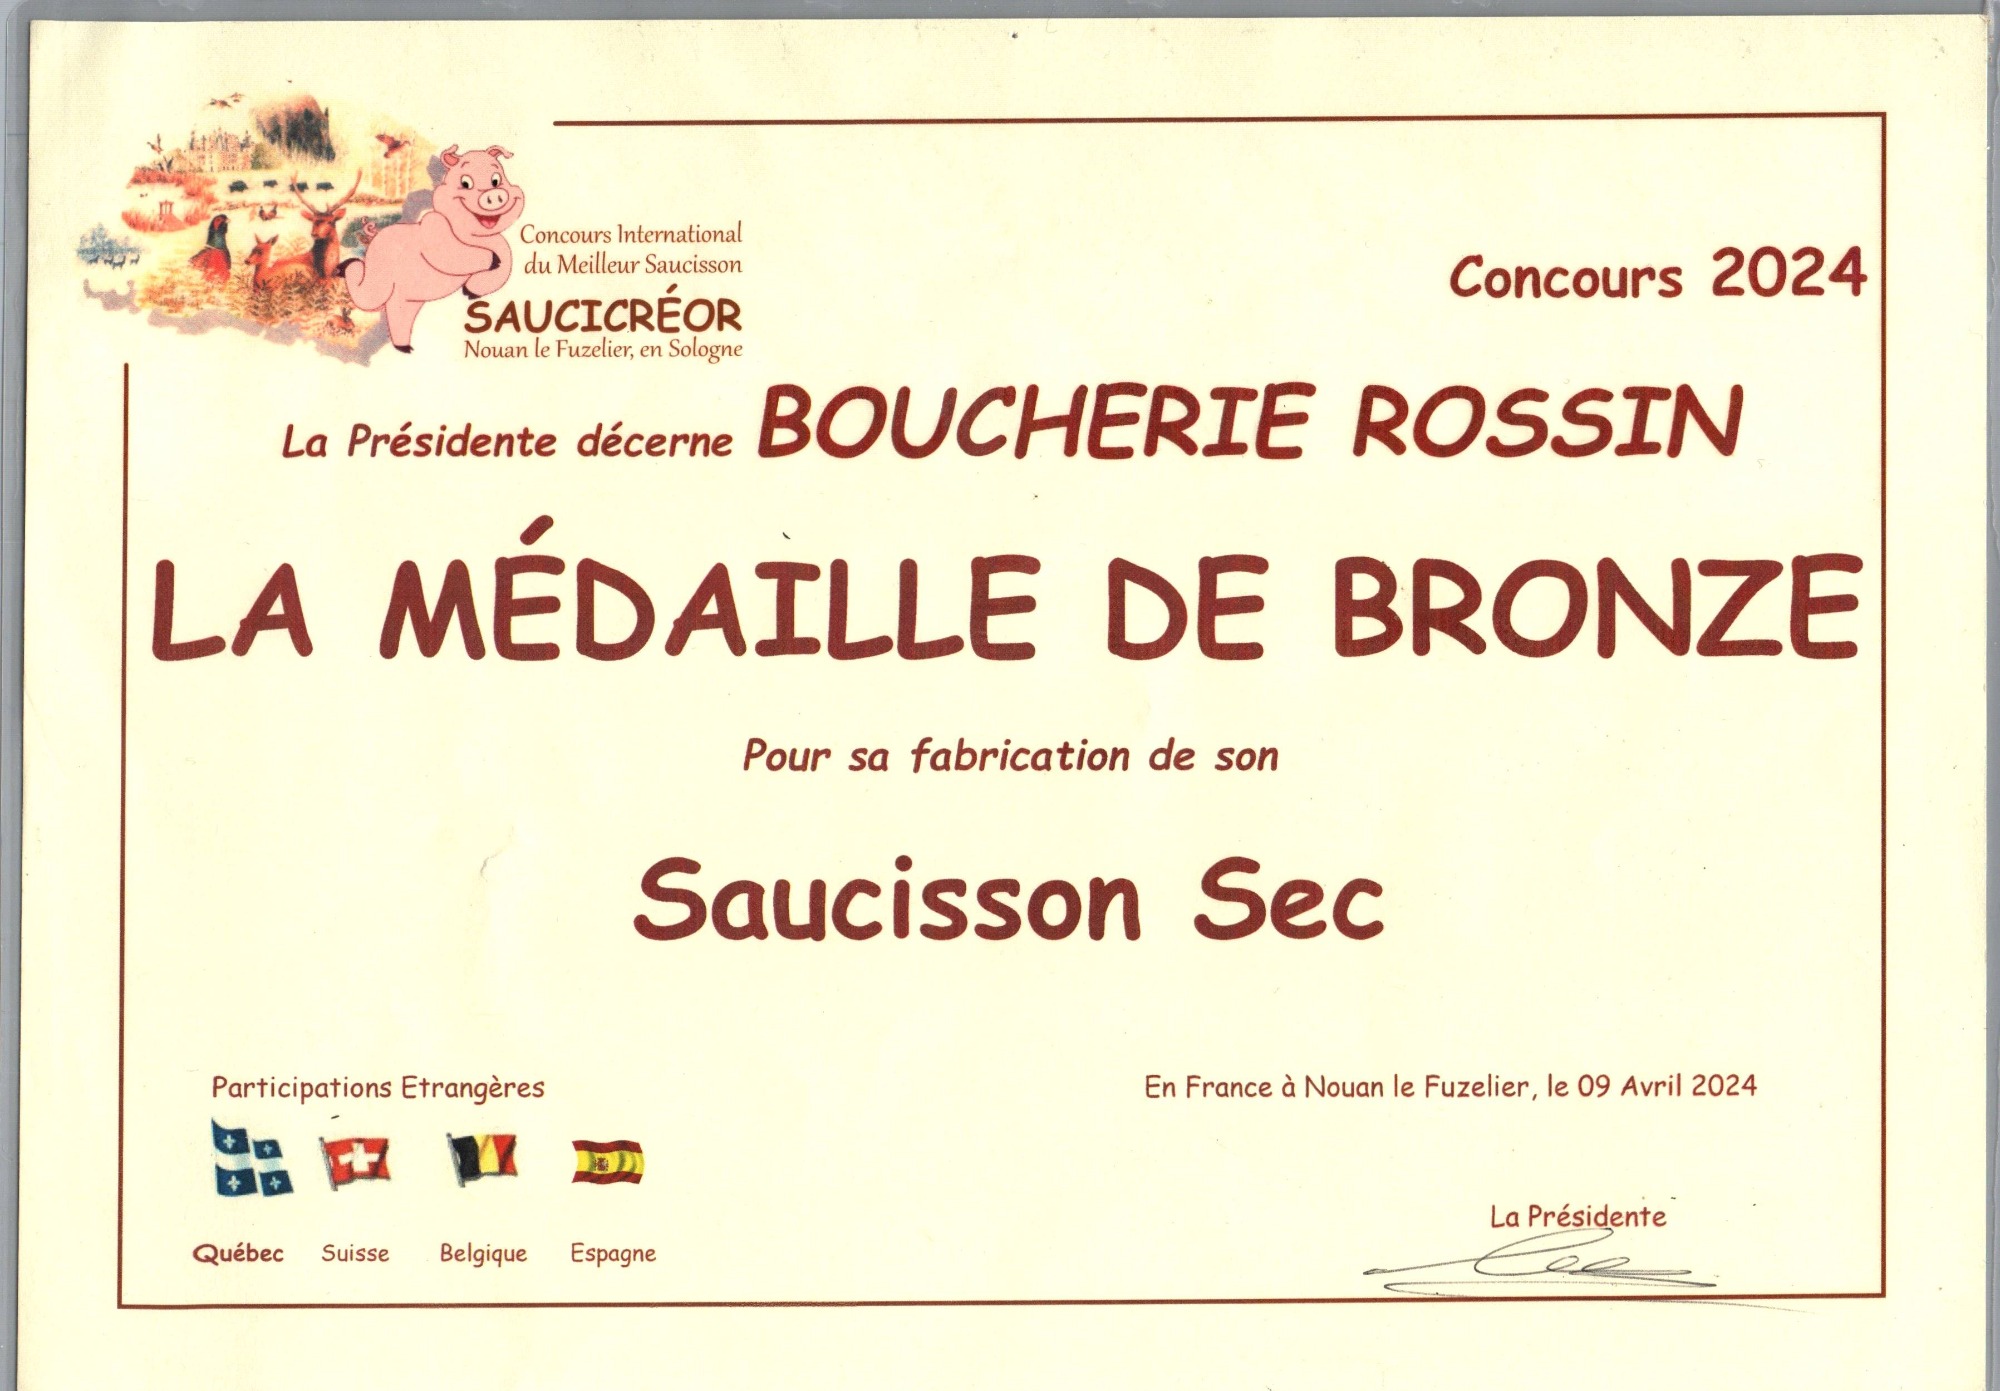 Concours International
du Meilleur Saucisson
SAUCICRÉOR
Nouan le Fuzelier, en Sologne
Concours 2024
La Présidente décerne BOUCHERIE ROSSIN
LA MÉDAILLE DE BRONZE
Pour sa fabrication de son
Saucisson Sec
Participations Etrangères
Québec Suisse Belgique Espagne
En France à Nouan le Fuzelier, le 09 Avril 2024
La Présidente